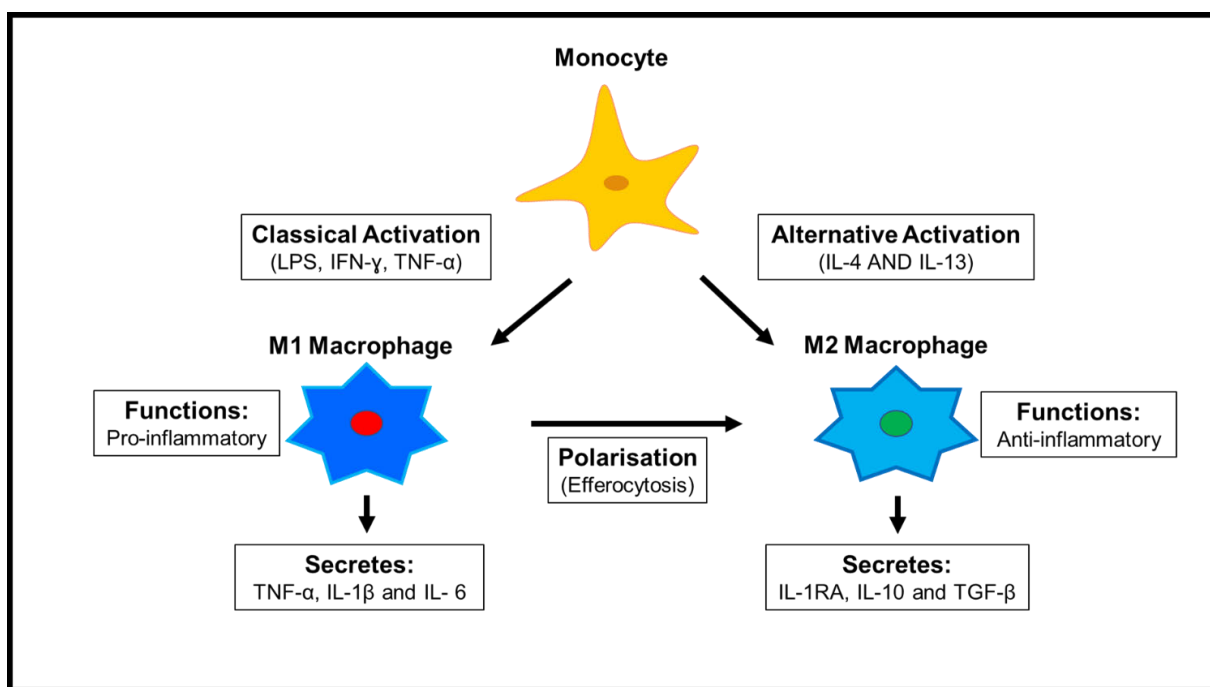 Monocyte
Classical Activation
(LPS, IFN-ɣ, TNF-α)
Alternative Activation
(IL-4 AND IL-13)
M1 Macrophage
M2 Macrophage
Functions:
Pro-inflammatory
Polarisation
(Efferocytosis)
Functions:
Anti-inflammatory
Secretes:
TNF-α, IL-1β and IL- 6
Secretes:
IL-1RA, IL-10 and TGF-β